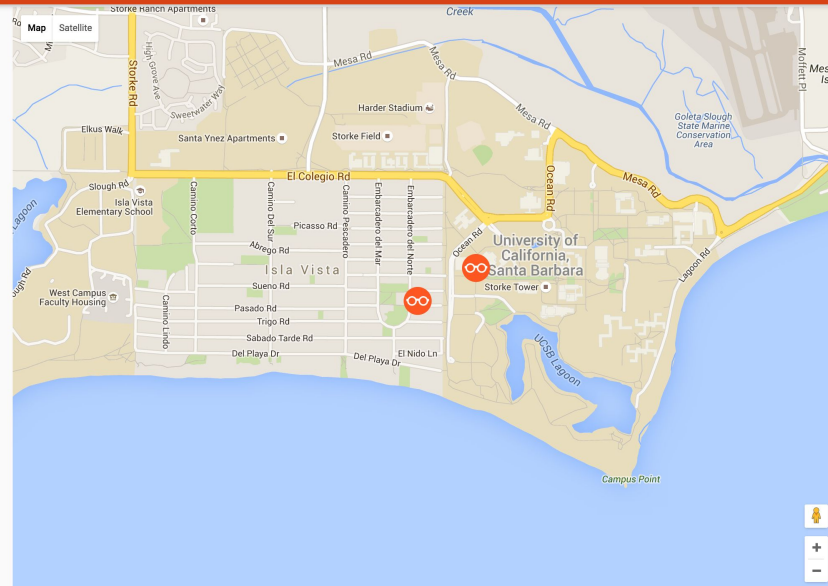 Storke Ranch Apartments
Creek
Map
Satellite
Mesa Rd
Mesa Rd
Moffett Pl
Storke Rd
High Grove Ave
Sweetwater Way
Harder Stadium
Mesa Rd
Goleta Slough
State Marine
Conservation
Area
Elkus Walk
Santa Ynez Apartments
Storke Field
El Colegio Rd
Ocean Rd
Mesa Rd
Slough Rd
Isla Vista
Elementary School
Camino Corto
Camino Del Sur
Camino Pescadero
Embarcadero del Mar
Embarcadero del Norte
Lagoon
Picasso Rd
Abrego Rd
Ocean Rd
University of
California,
Santa Barbara
Lagoon Rd
Isla Vista
Sueno Rd
Storke Tower
West Campus
Faculty Housing
Camino Lindo
Pasado Rd
Trigo Rd
Sabado Tarde Rd
Del Playa Dr
Del Playa Dr
El Nido Ln
UCSB Lagoon
Campus Point
+
−